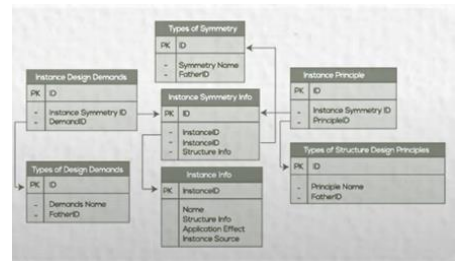 Types of Symmetry
PK ID
- Symmetry Name
- FatherID
Instance Design Demands
PK ID
- Instance Symmetry ID
- DemandID
Instance Symmetry Info
PK ID
- InstanceID
- InstanceID
- Structure Info
Instance Principle
PK ID
- Instance Symmetry ID
- PrincipleID
Types of Design Demands
PK ID
- Demands Name
- FatherID
Instance Info
PK InstanceID
Name
Structure Info
Application Effect
Instance Source
Types of Structure Design Principles
PK ID
- Principle Name
- FatherID